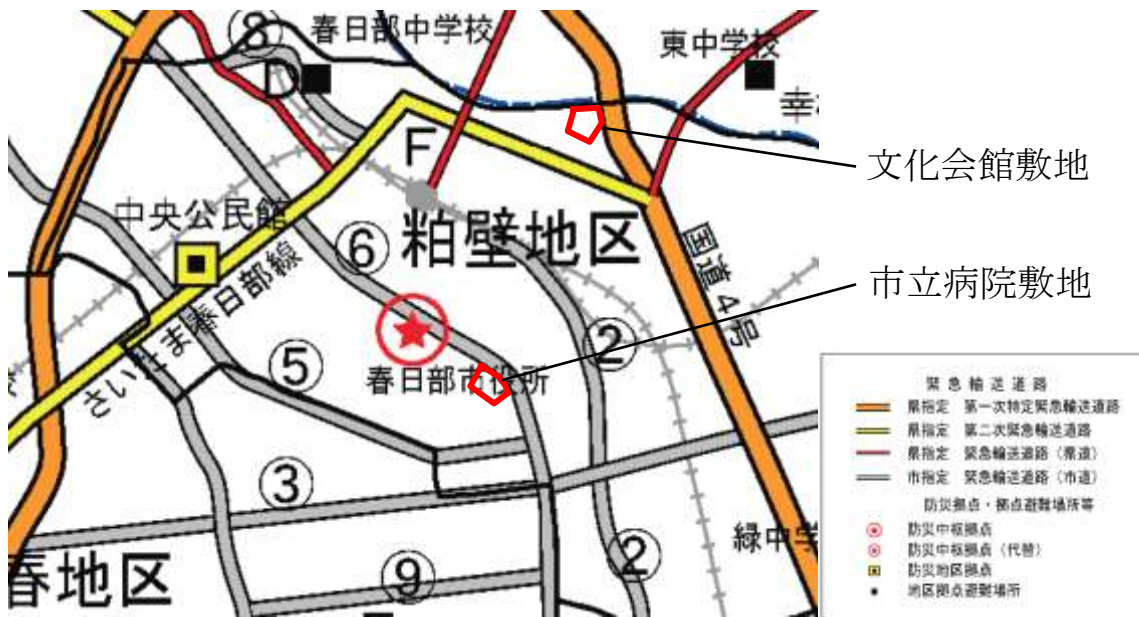 ⑧
春日部中学校
東中学校
D
幸
F
文化会館敷地
中央公民館
⑥
粕壁地区
国道4号
さいたま春日部線
市立病院敷地
②
⑤
春日部市役所
③
緑中学
②
春地区
⑨
緊急輸送道路
県指定 第一次特定緊急輸送道路
県指定 第二次緊急輸送道路
県指定 緊急輸送道路(県道)
市指定 緊急輸送道路(市道)
防災拠点・拠点避難場所等
防災中枢拠点
防災中枢拠点(代替)
防災地区拠点
地区拠点避難場所